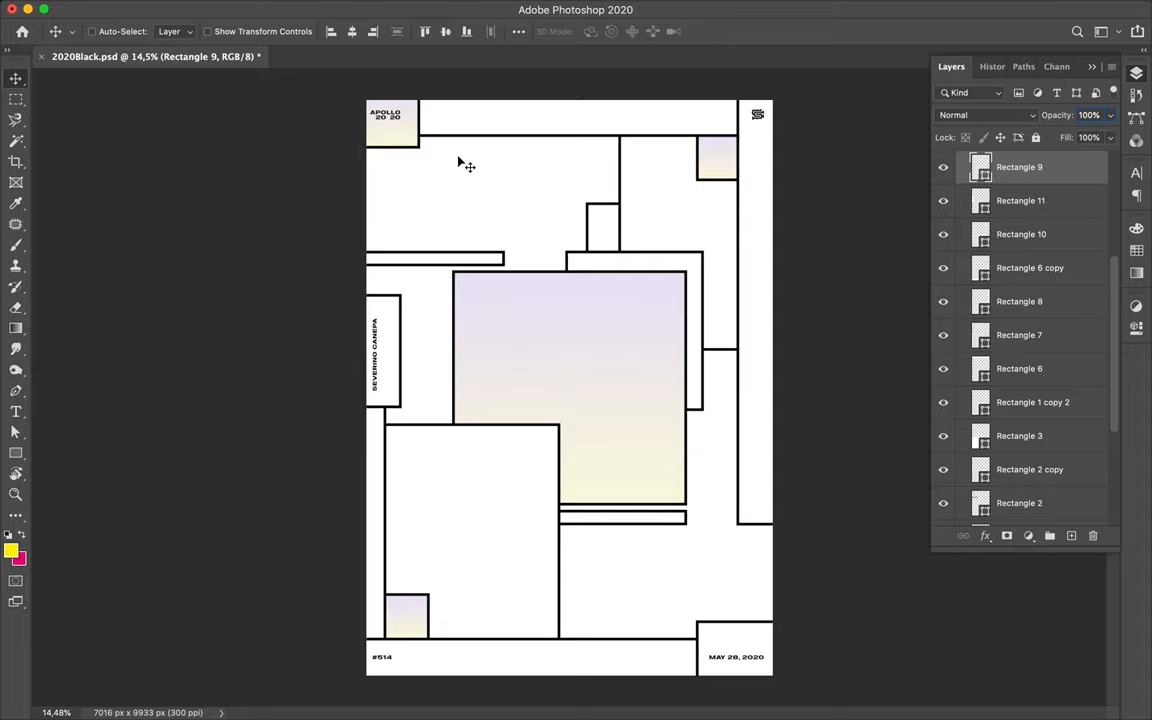 Adobe Photoshop 2020
Auto-Select:
Layer
Show Transform Controls
3D Mode:
2020Black.psd @ 14,5% (Rectangle 9, RGB/8) *
Layers
Histor
Paths
Chann
Kind
Normal
Opacity:
100%
Lock:
Fill:
100%
Rectangle 9
Rectangle 11
Rectangle 10
Rectangle 6 copy
Rectangle 8
Rectangle 7
Rectangle 6
Rectangle 1 copy 2
Rectangle 3
Rectangle 2 copy
Rectangle 2
APOLLO
20 20
SEVERINO CANEPA
#514
MAY 28, 2020
14,48%
7016 px x 9933 px (300 ppi)